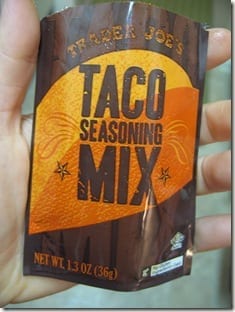 TRADER JOE'S
TACO
SEASONING
MIX
NET WT. 1.3 OZ (36g)